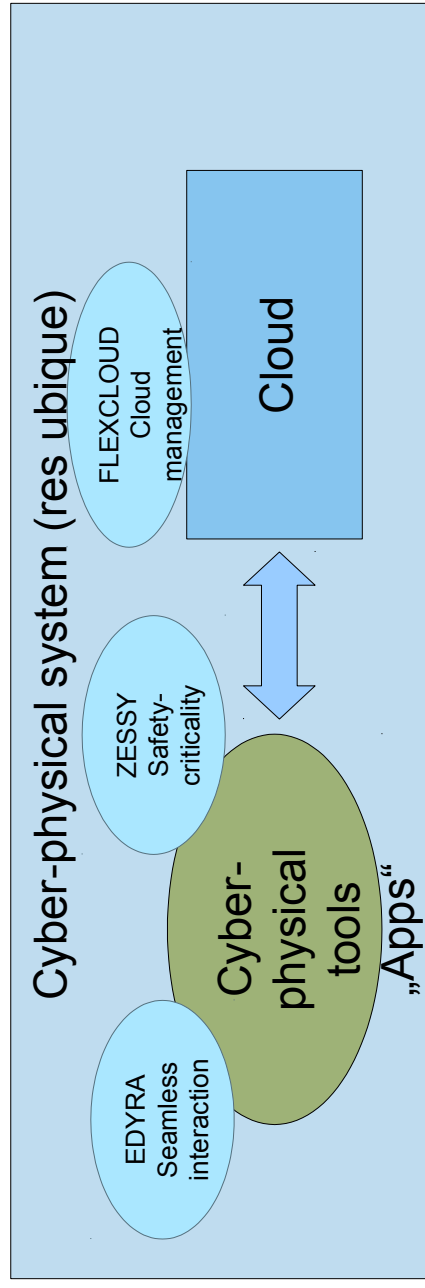 Cyber-physical system (res ubique)
EDYRA
Seamless
interaction
ZESSY
Safety-
criticality
FLEXCLOUD
Cloud
management
Cyber-
physical
tools
„Apps“
Cloud